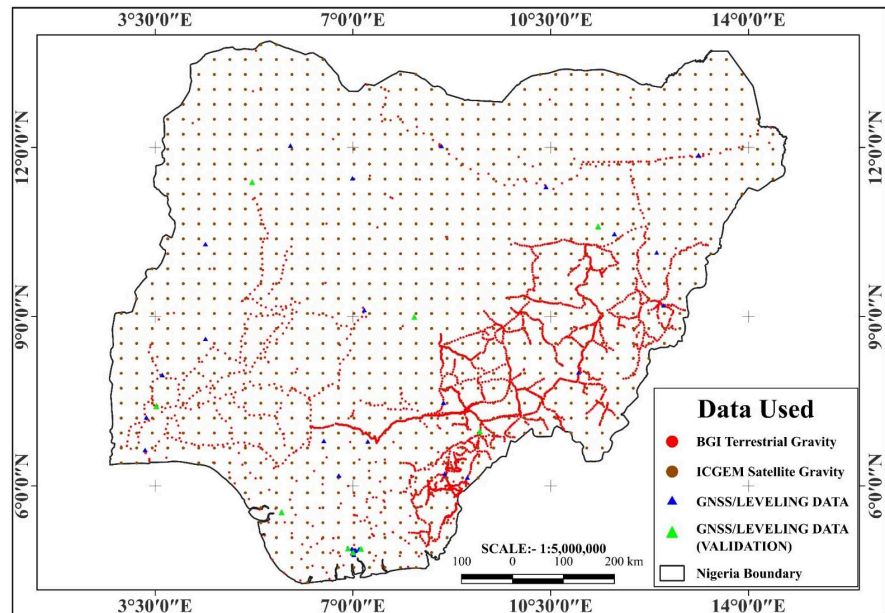 3°30′0″E 7°0′0″E 10°30′0″E 14°0′0″E
12°0′0″N 12°0′0″N
9°0′0″N 9°0′0″N
6°0′0″N 6°0′0″N
Data Used
BGI Terrestrial Gravity
ICGEM Satellite Gravity
GNSS/LEVELING DATA
GNSS/LEVELING DATA
(VALIDATION)
Nigeria Boundary
SCALE:- 1:5,000,000
100 0 100 200 km
3°30′0″E 7°0′0″E 10°30′0″E 14°0′0″E